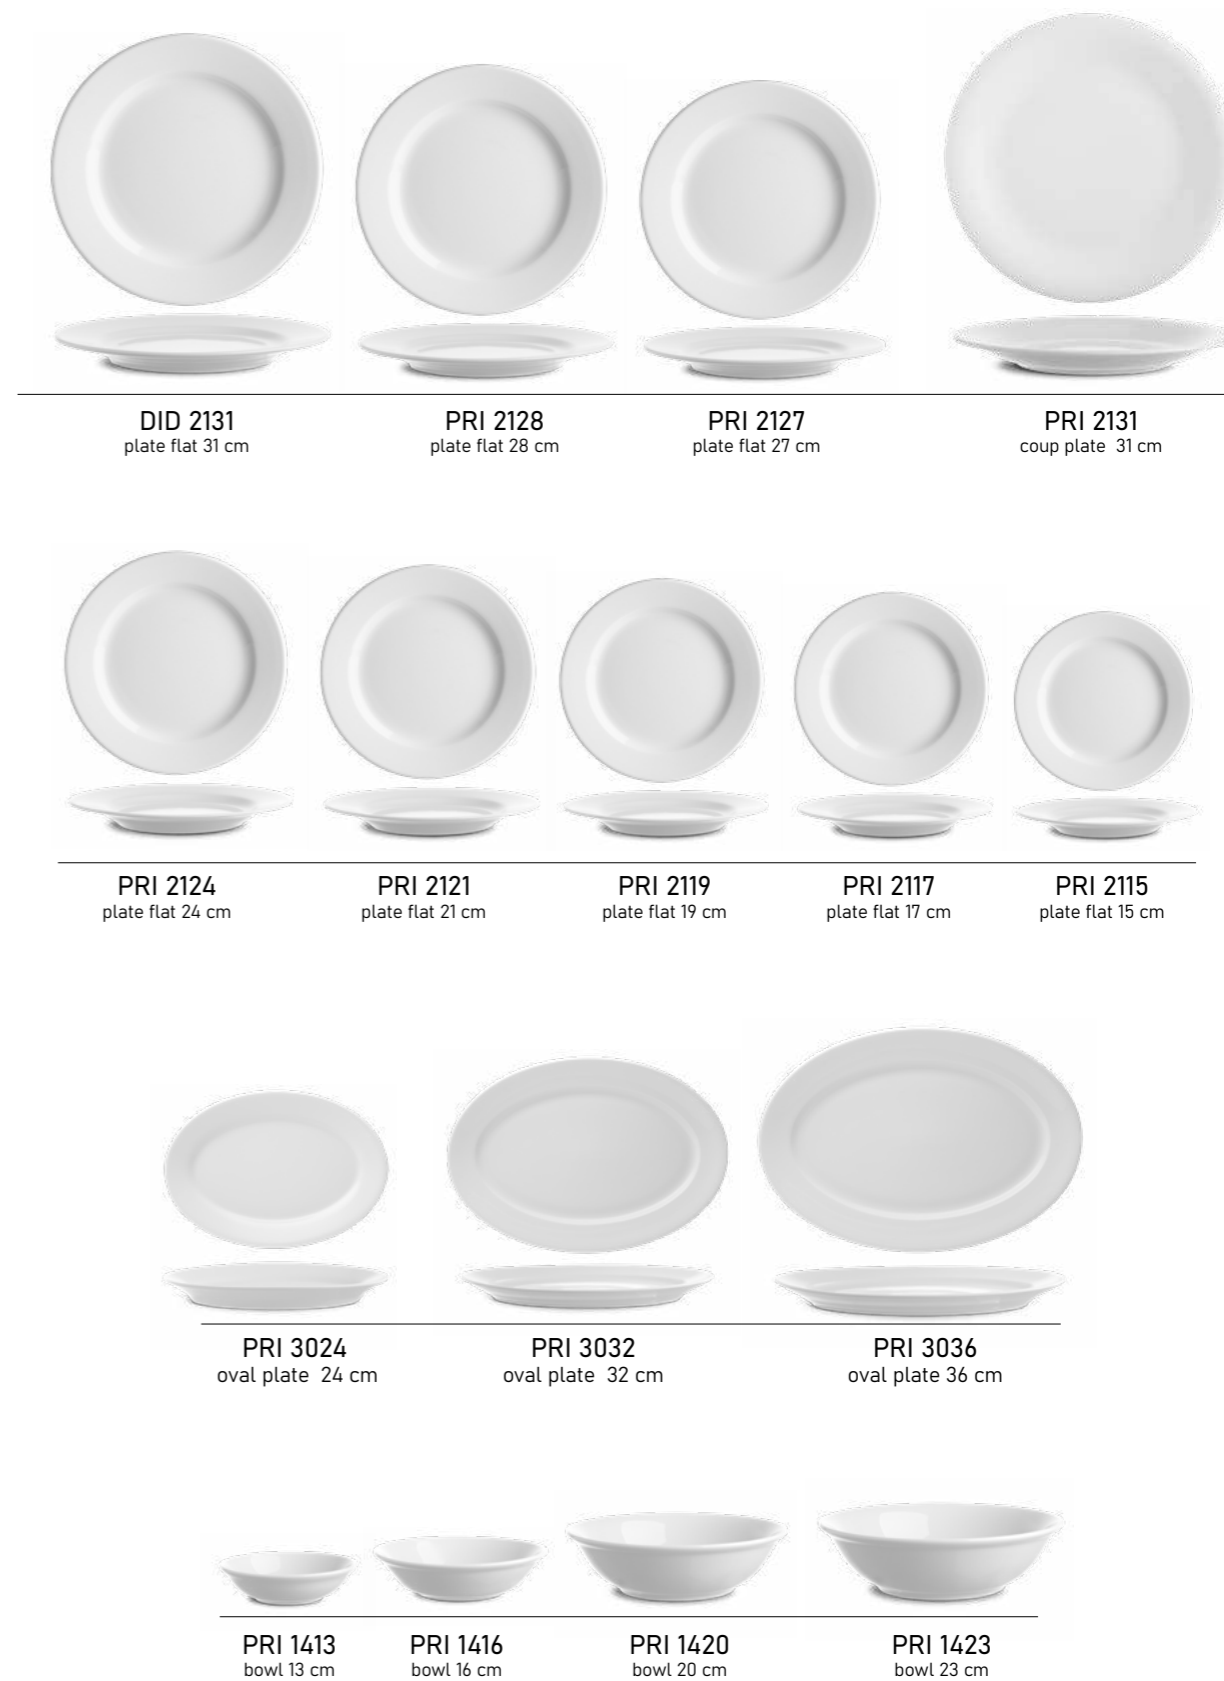 DID 2131
plate flat 31 cm
PRI 2128
plate flat 28 cm
PRI 2127
plate flat 27 cm
PRI 2131
coup plate 31 cm
PRI 2124
plate flat 24 cm
PRI 2121
plate flat 21 cm
PRI 2119
plate flat 19 cm
PRI 2117
plate flat 17 cm
PRI 2115
plate flat 15 cm
PRI 3024
oval plate 24 cm
PRI 3032
oval plate 32 cm
PRI 3036
oval plate 36 cm
PRI 1413
bowl 13 cm
PRI 1416
bowl 16 cm
PRI 1420
bowl 20 cm
PRI 1423
bowl 23 cm